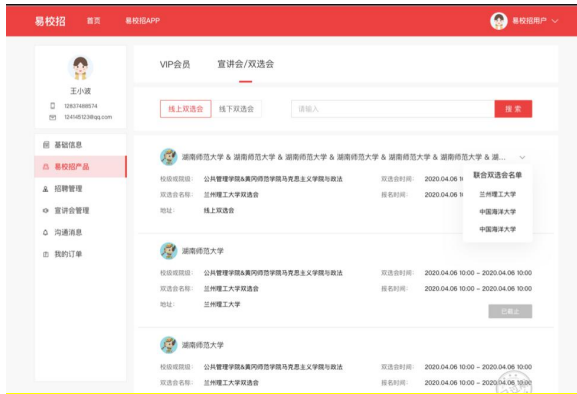 易校招 首页 易校招APP 易校招用户
王小波
12837498574
1241451238@qq.com
基础信息
易校招产品
招聘管理
宣讲会管理
沟通消息
我的订单
VIP会员 宣讲会/双选会
线上双选会 线下双选会 请输入 搜索
湖南师范大学 & 湖南师范大学 & 湖南师范大学 & 湖南师范大学 & 湖南师范大学 & 湖南师范大学 & 湖...
校级或院级: 公共管理学院&黄冈师范学院马克思主义学院与政法 双选会时间: 2020.04.06 1
双选会名称: 兰州理工大学双选会 报名时间: 2020.04.06 1
地址: 线上双选会
联合双选会名单
兰州理工大学
中国海洋大学
中国海洋大学
湖南师范大学
校级或院级: 公共管理学院&黄冈师范学院马克思主义学院与政法 双选会时间: 2020.04.06 10:00 ~ 2020.04.06 10:00
双选会名称: 兰州理工大学双选会 报名时间: 2020.04.06 10:00 ~ 2020.04.06 10:00
地址: 兰州理工大学
已截止
湖南师范大学
校级或院级: 公共管理学院&黄冈师范学院马克思主义学院与政法 双选会时间: 2020.04.06 10:00 ~ 2020.04.06 10:00
双选会名称: 兰州理工大学双选会 报名时间: 2020.04.06 10:00 ~ 2020.04.06 10:00